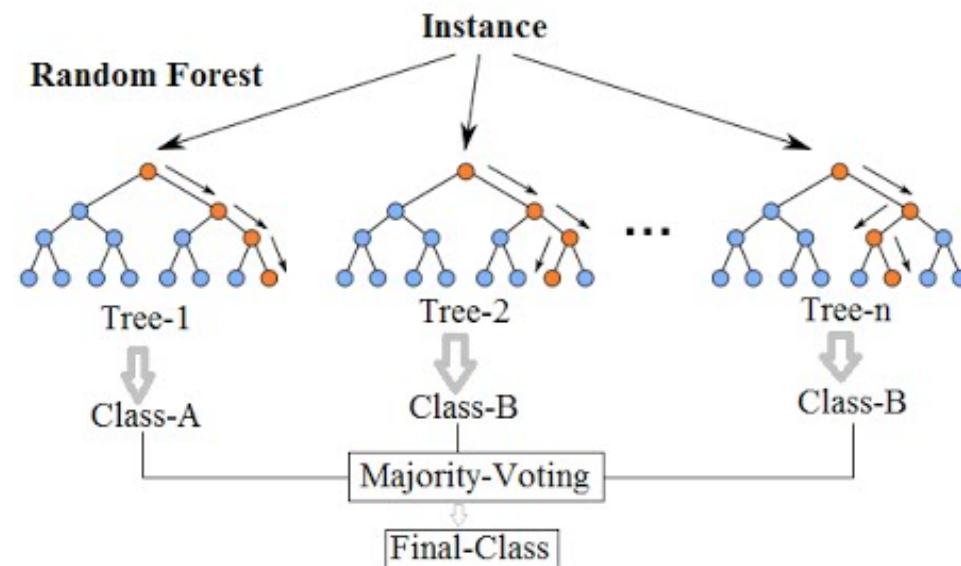 Instance
Random Forest
...
Tree-1
Tree-2
Tree-n
Class-A
Class-B
Class-B
Majority-Voting
Final-Class